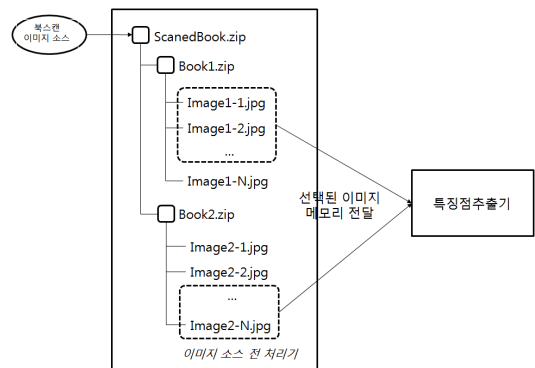 북스캔
이미지 소스
ScanedBook.zip
Book1.zip
Image1-1.jpg
Image1-2.jpg
...
Image1-N.jpg
Book2.zip
Image2-1.jpg
Image2-2.jpg
...
Image2-N.jpg
이미지 소스 전 처리기
선택된 이미지
메모리 전달
특징점추출기